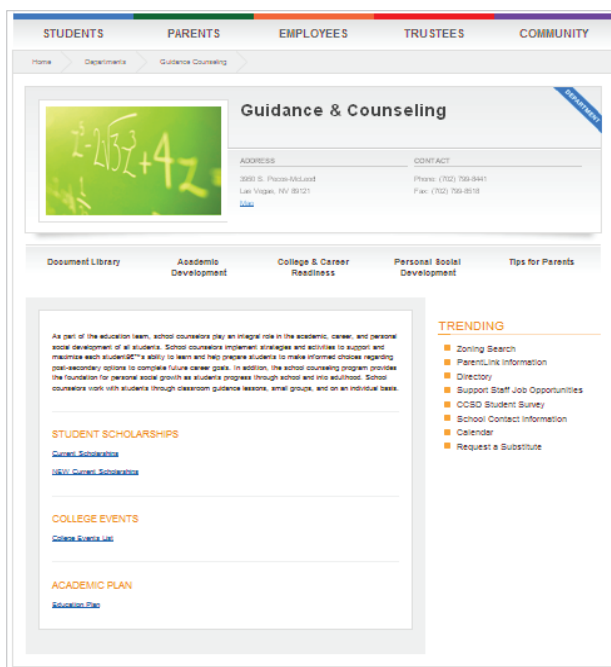 STUDENTS PARENTS EMPLOYEES TRUSTEES COMMUNITY
Home Departments Guidance Counseling
DEPARTMENT
Guidance & Counseling
z³-2√3z²+4z
ADDRESS
3950 S. Pecos-McLeod
Las Vegas, NV 89121
Map
CONTACT
Phone: (702) 799-8441
Fax: (702) 799-8518
Document Library
Academic
Development
College & Career
Readiness
Personal Social
Development
Tips for Parents
As part of the education team, school counselors play an integral role in the academic, career, and personal
social development of all students. School counselors implement strategies and activities to support and
maximize each studentâ€™s ability to learn and help prepare students to make informed choices regarding
post-secondary options to complete future career goals. In addition, the school counseling program provides
the foundation for personal social growth as students progress through school and into adulthood. School
counselors work with students through classroom guidance lessons, small groups, and on an individual basis.
STUDENT SCHOLARSHIPS
Current Scholarships
NEW Current Scholarships
COLLEGE EVENTS
College Events List
ACADEMIC PLAN
Education Plan
TRENDING
Zoning Search
ParentLink Information
Directory
Support Staff Job Opportunities
CCSD Student Survey
School Contact Information
Calendar
Request a Substitute